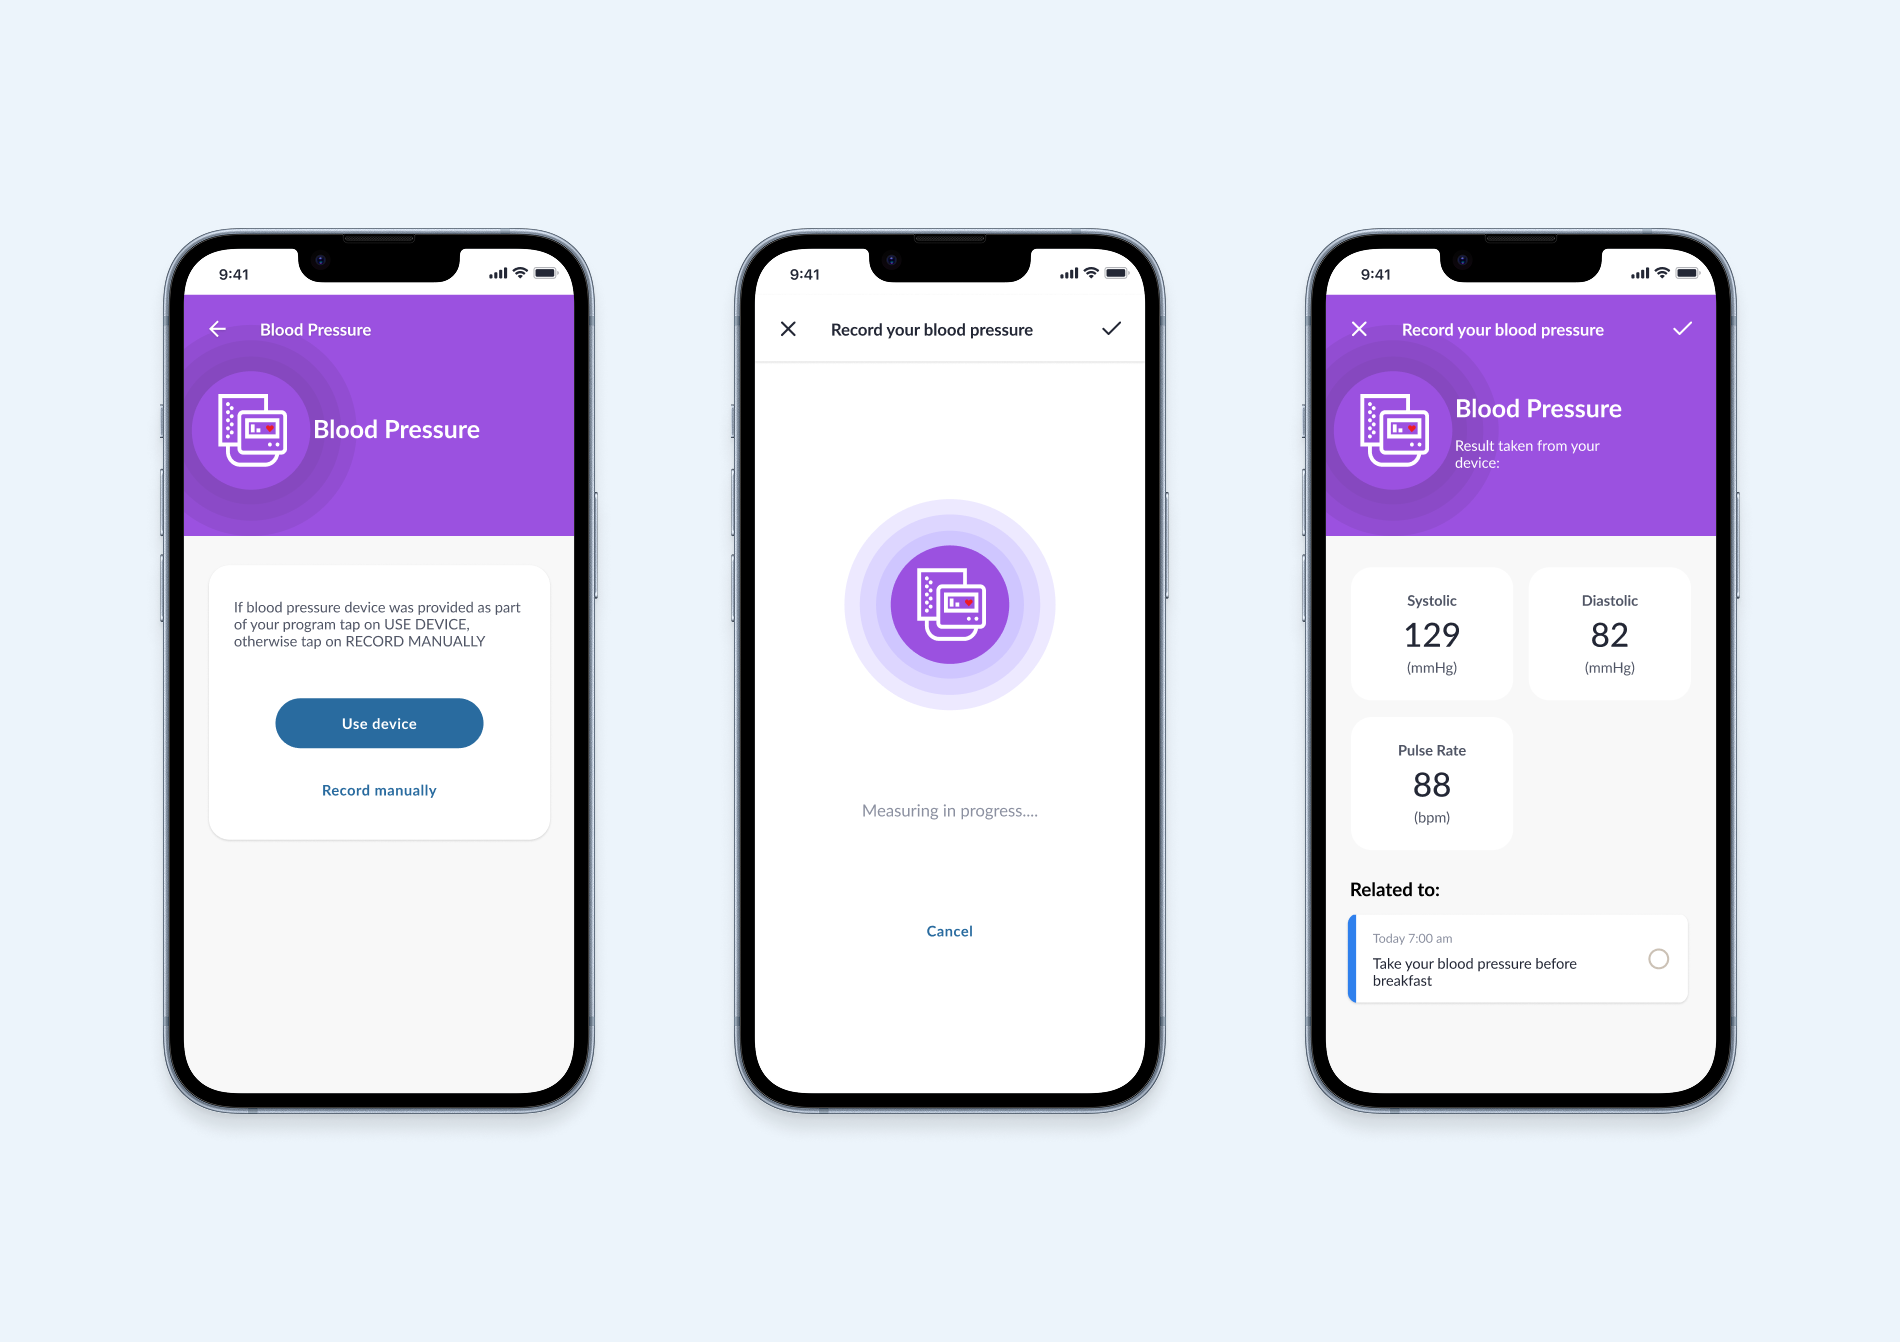 9:41
Blood Pressure
Blood Pressure
If blood pressure device was provided as part
of your program tap on USE DEVICE,
otherwise tap on RECORD MANUALLY
Use device
Record manually
9:41
Record your blood pressure
Measuring in progress....
Cancel
9:41
Record your blood pressure
Blood Pressure
Result taken from your
device:
Systolic
129
(mmHg)
Diastolic
82
(mmHg)
Pulse Rate
88
(bpm)
Related to:
Today 7:00 am
Take your blood pressure before
breakfast